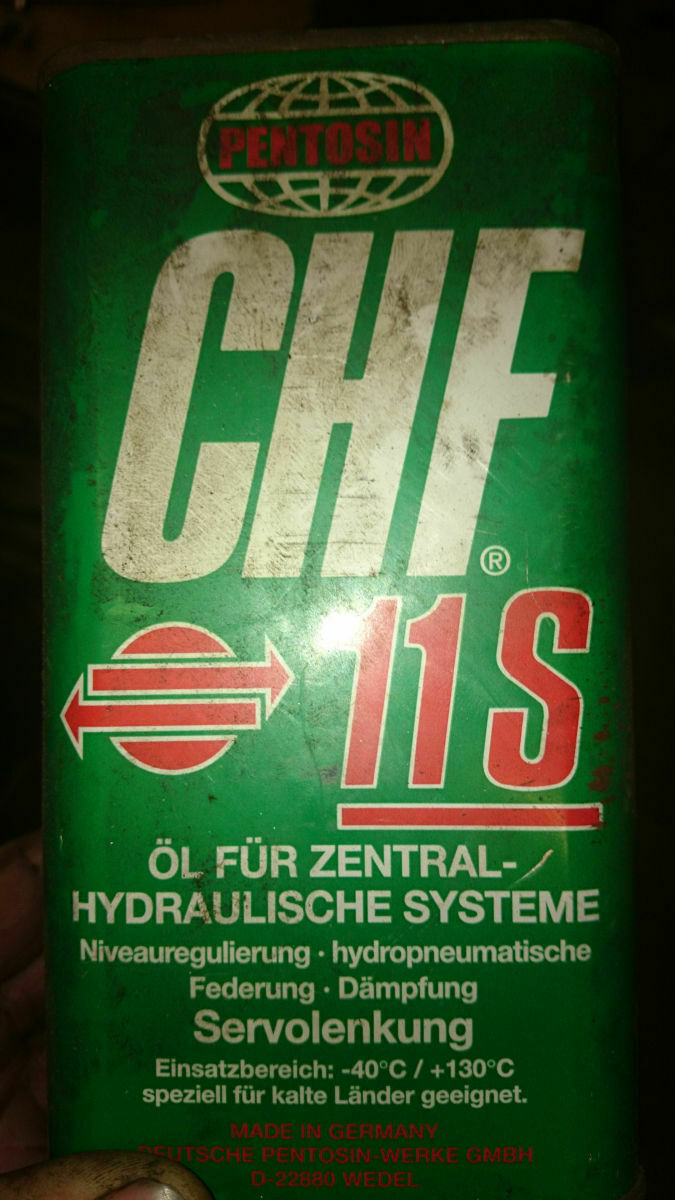 PENTOSIN
CHF®
11S
ÖL FÜR ZENTRAL-
HYDRAULISCHE SYSTEME
Niveauregulierung · hydropneumatische
Federung · Dämpfung
Servolenkung
Einsatzbereich: -40°C / +130°C
speziell für kalte Länder geeignet.
MADE IN GERMANY
DEUTSCHE PENTOSIN-WERKE GMBH
D-22880 WEDEL